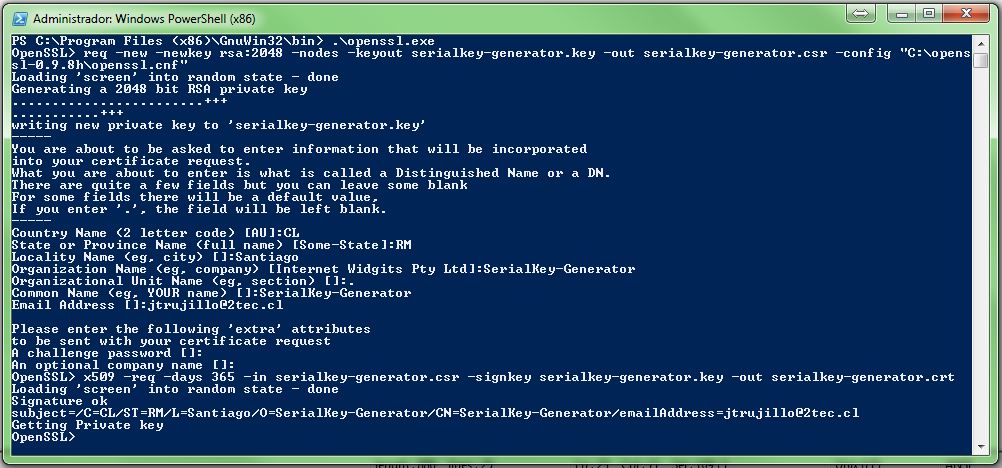 Administrador: Windows PowerShell (x86)
PS C:\Program Files (x86)\GnuWin32\bin> .\openssl.exe
OpenSSL> req -new -newkey rsa:2048 -nodes -keyout serialkey-generator.key -out serialkey-generator.csr -config "C:\opens
sl-0.9.8h\openssl.cnf"
Loading 'screen' into random state - done
Generating a 2048 bit RSA private key
........................+++
...........+++
writing new private key to 'serialkey-generator.key'
-----
You are about to be asked to enter information that will be incorporated
into your certificate request.
What you are about to enter is what is called a Distinguished Name or a DN.
There are quite a few fields but you can leave some blank
For some fields there will be a default value,
If you enter '.', the field will be left blank.
-----
Country Name (2 letter code) [AU]:CL
State or Province Name (full name) [Some-State]:RM
Locality Name (eg, city) []:Santiago
Organization Name (eg, company) [Internet Widgits Pty Ltd]:SerialKey-Generator
Organizational Unit Name (eg, section) []:.
Common Name (eg, YOUR name) []:SerialKey-Generator
Email Address []:jtrujillo@2tec.cl
Please enter the following 'extra' attributes
to be sent with your certificate request
A challenge password []:
An optional company name []:
OpenSSL> x509 -req -days 365 -in serialkey-generator.csr -signkey serialkey-generator.key -out serialkey-generator.crt
Loading 'screen' into random state - done
Signature ok
subject=/C=CL/ST=RM/L=Santiago/O=SerialKey-Generator/CN=SerialKey-Generator/emailAddress=jtrujillo@2tec.cl
Getting Private key
OpenSSL>